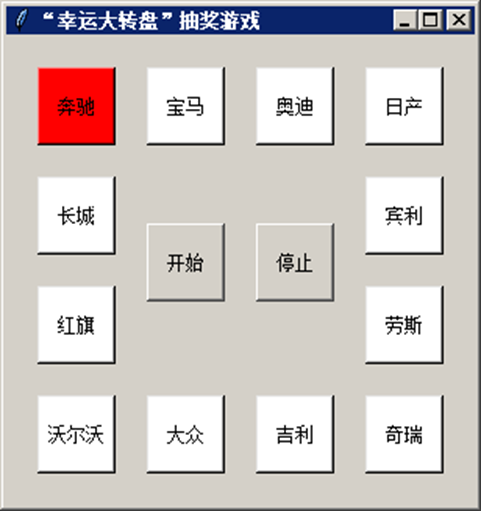 “幸运大转盘”抽奖游戏
奔驰 宝马 奥迪 日产
长城 宾利
开始 停止
红旗 劳斯
沃尔沃 大众 吉利 奇瑞